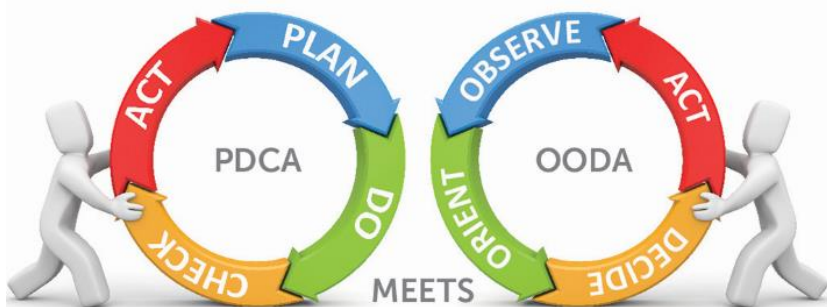 PLAN
DO
CHECK
ACT
PDCA
MEETS
OBSERVE
ORIENT
DECIDE
ACT
OODA